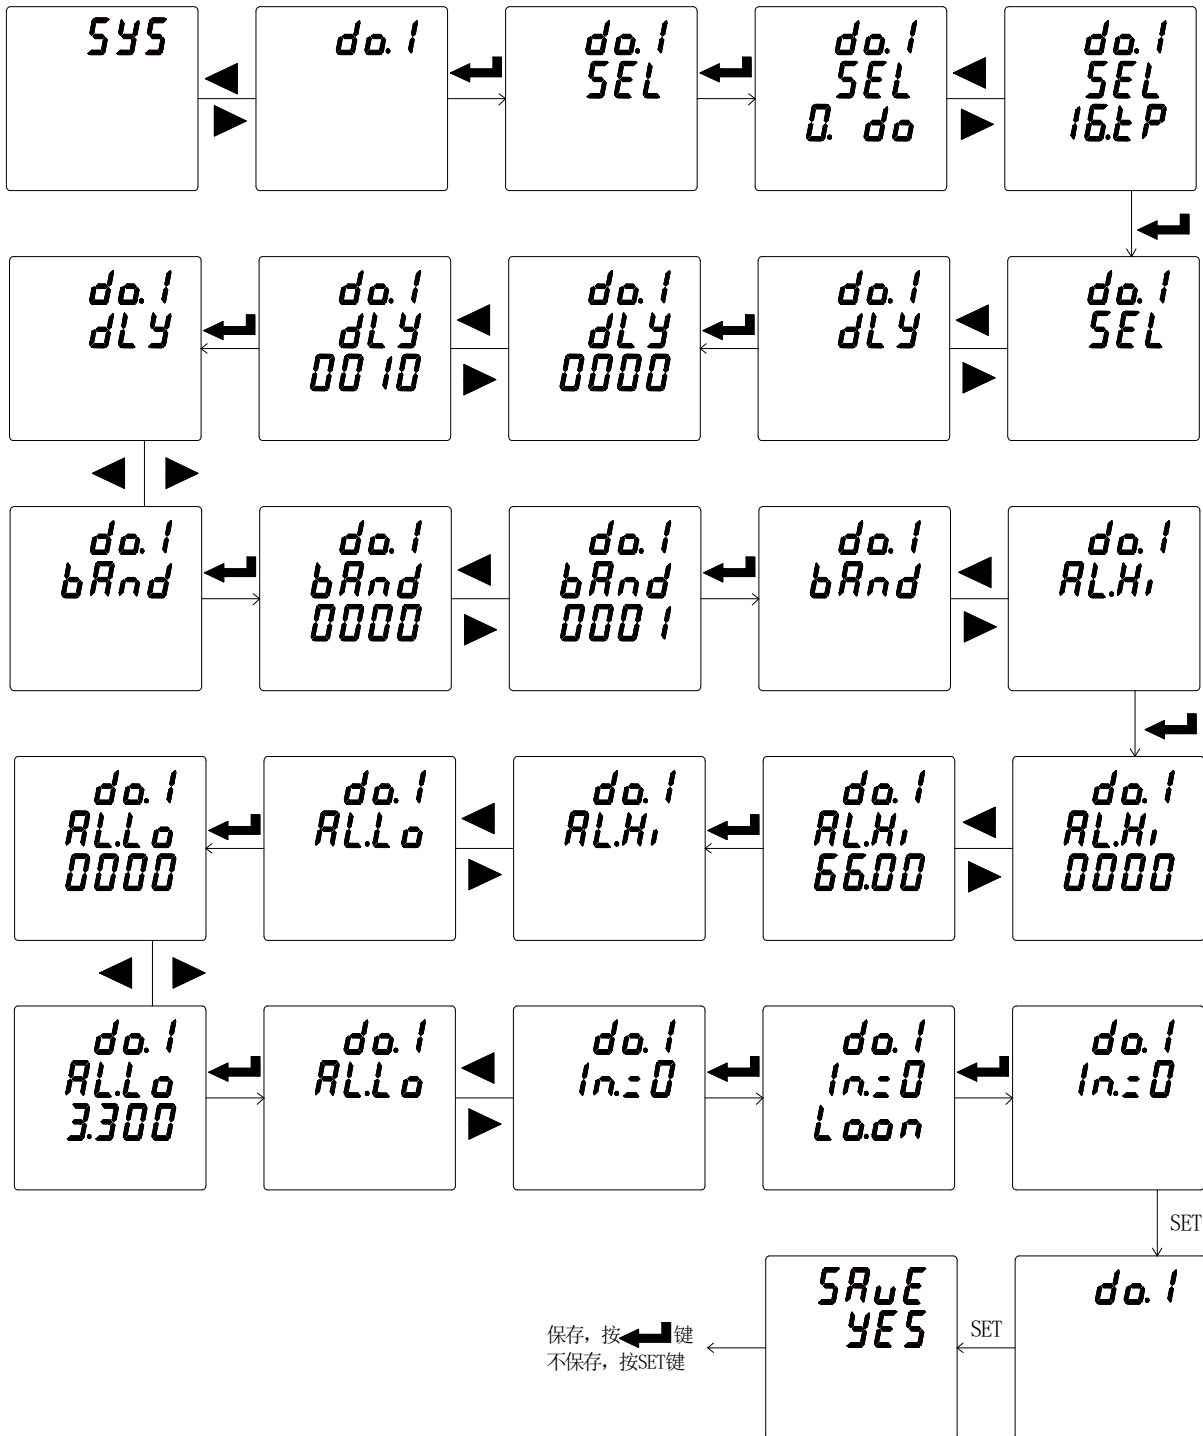 SYS
do.1
do.1
SEL
do.1
SEL
0. do
do.1
SEL
16.tP
do.1
dLY
do.1
dLY
0010
do.1
dLY
0000
do.1
dLY
do.1
SEL
do.1
bAnd
do.1
bAnd
0000
do.1
bAnd
0001
do.1
bAnd
do.1
AL.Hi
do.1
AL.Lo
0000
do.1
AL.Lo
do.1
AL.Hi
do.1
AL.Hi
66.00
do.1
AL.Hi
0000
do.1
AL.Lo
3.300
do.1
AL.Lo
do.1
In.=0
do.1
In.=0
Lo.on
do.1
In.=0
SET
SAvE
YES
SET
do.1
保存，按 键
不保存，按SET键